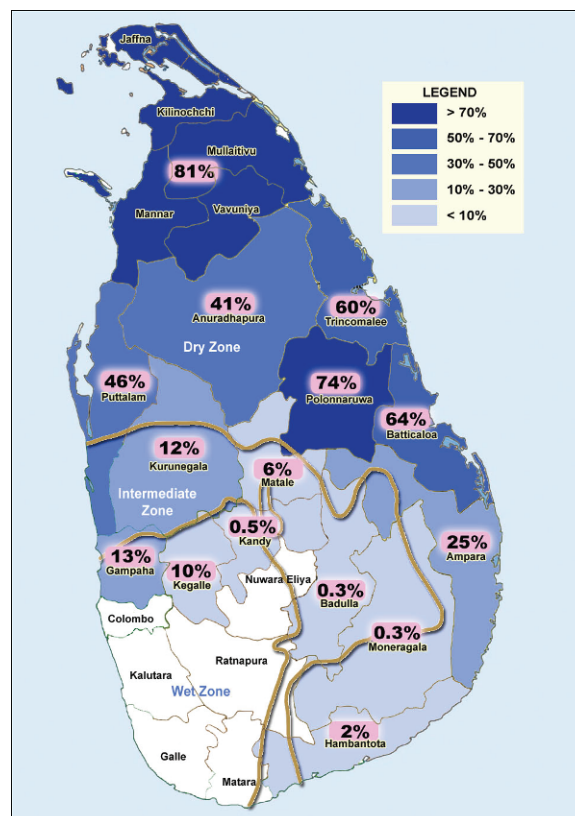 Jaffna
LEGEND
> 70%
50% - 70%
30% - 50%
10% - 30%
< 10%
Kilinochchi
Mullaitivu
81%
Mannar
Vavuniya
41%
Anuradhapura
60%
Trincomalee
Dry Zone
46%
Puttalam
74%
Polonnaruwa
64%
Batticaloa
12%
Kurunegala
6%
Matale
Intermediate
Zone
0.5%
Kandy
13%
Gampaha
10%
Kegalle
25%
Ampara
Nuwara Eliya
0.3%
Badulla
Colombo
0.3%
Moneragala
Ratnapura
Kalutara
Wet Zone
2%
Hambantota
Galle
Matara